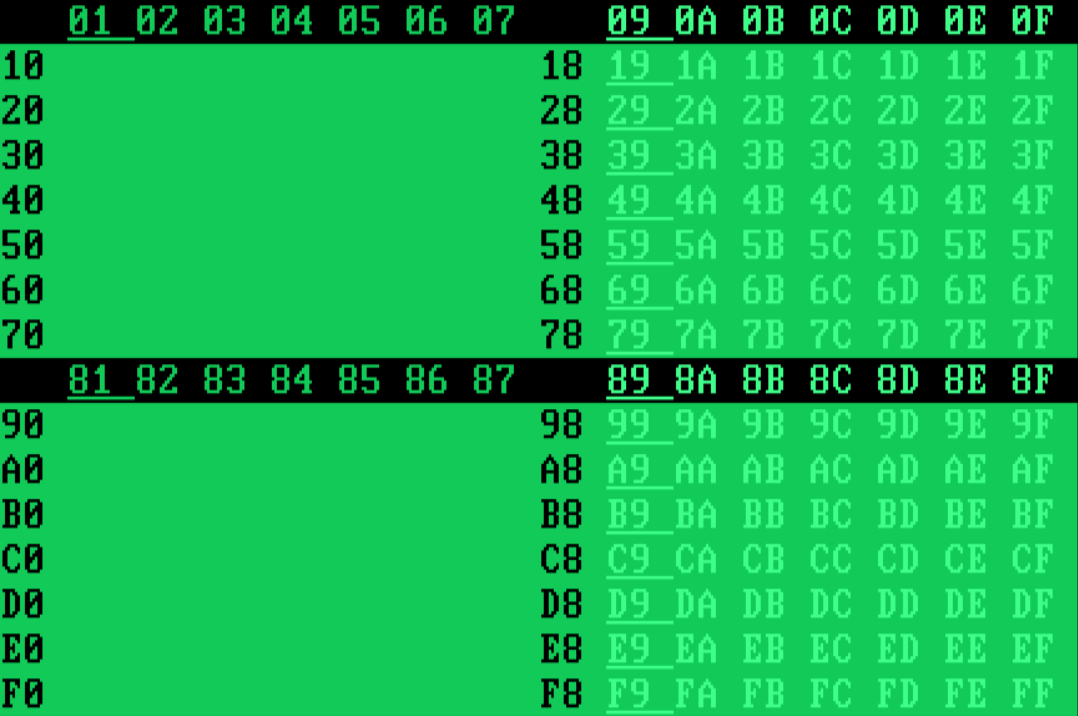 01 02 03 04 05 06 07 09 0A 0B 0C 0D 0E 0F
10 18 19 1A 1B 1C 1D 1E 1F
20 28 29 2A 2B 2C 2D 2E 2F
30 38 39 3A 3B 3C 3D 3E 3F
40 48 49 4A 4B 4C 4D 4E 4F
50 58 59 5A 5B 5C 5D 5E 5F
60 68 69 6A 6B 6C 6D 6E 6F
70 78 79 7A 7B 7C 7D 7E 7F
81 82 83 84 85 86 87 89 8A 8B 8C 8D 8E 8F
90 98 99 9A 9B 9C 9D 9E 9F
A0 A8 A9 AA AB AC AD AE AF
B0 B8 B9 BA BB BC BD BE BF
C0 C8 C9 CA CB CC CD CE CF
D0 D8 D9 DA DB DC DD DE DF
E0 E8 E9 EA EB EC ED EE EF
F0 F8 F9 FA FB FC FD FE FF